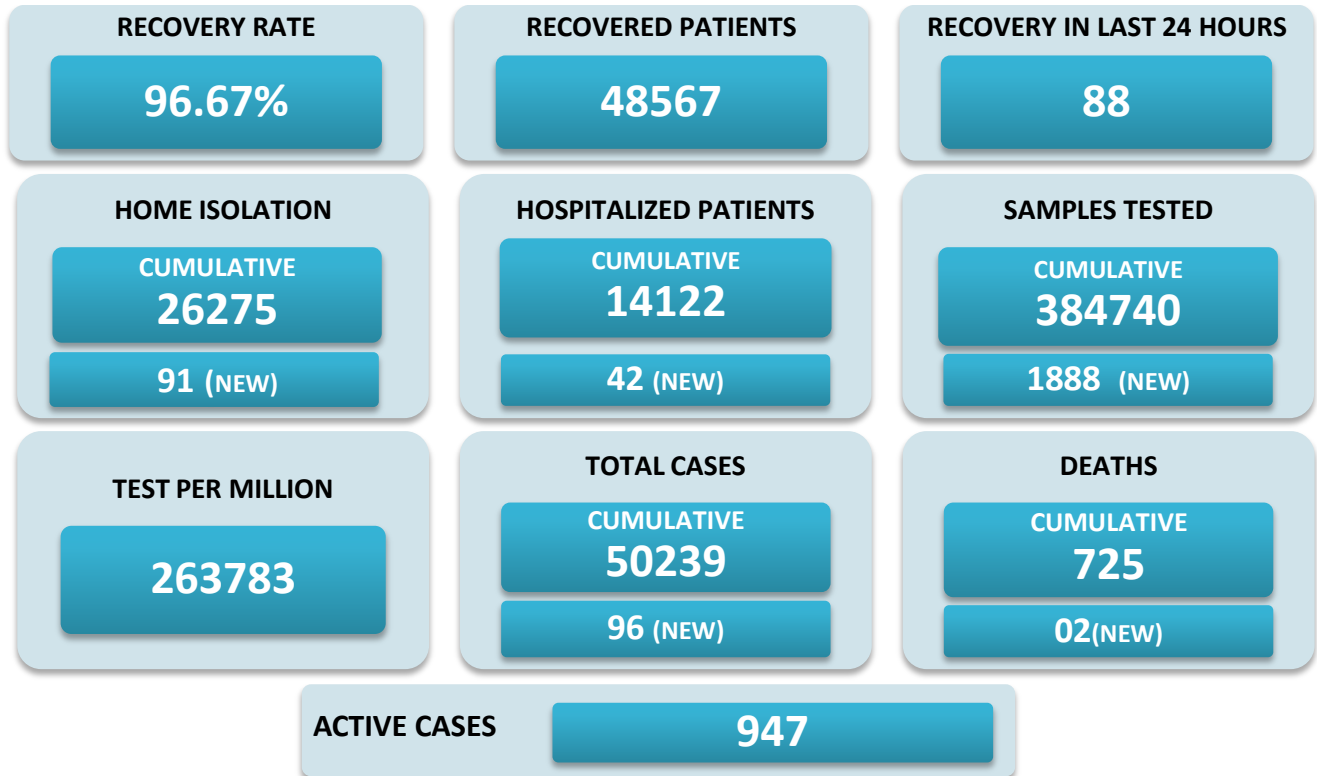 RECOVERY RATE
96.67%
RECOVERED PATIENTS
48567
RECOVERY IN LAST 24 HOURS
88
HOME ISOLATION
CUMULATIVE
26275
91 (NEW)
HOSPITALIZED PATIENTS
CUMULATIVE
14122
42 (NEW)
SAMPLES TESTED
CUMULATIVE
384740
1888 (NEW)
TEST PER MILLION
263783
TOTAL CASES
CUMULATIVE
50239
96 (NEW)
DEATHS
CUMULATIVE
725
02(NEW)
ACTIVE CASES
947